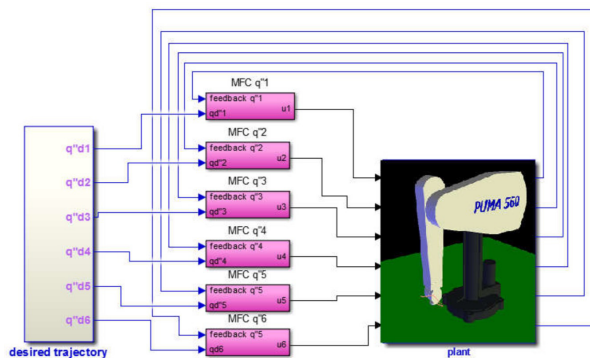 MFC q"1
feedback q"1
qd"1
u1
MFC q"2
feedback q"2
qd"2
u2
MFC q"3
feedback q"3
qd"3
u3
MFC q"4
feedback q"4
qd"4
u4
MFC q"5
feedback q"5
qd"5
u5
MFC q"6
feedback q"5
qd6
u6
q"d1
q"d2
q"d3
q"d4
q"d5
q"d6
desired trajectory
PUMA 560
plant